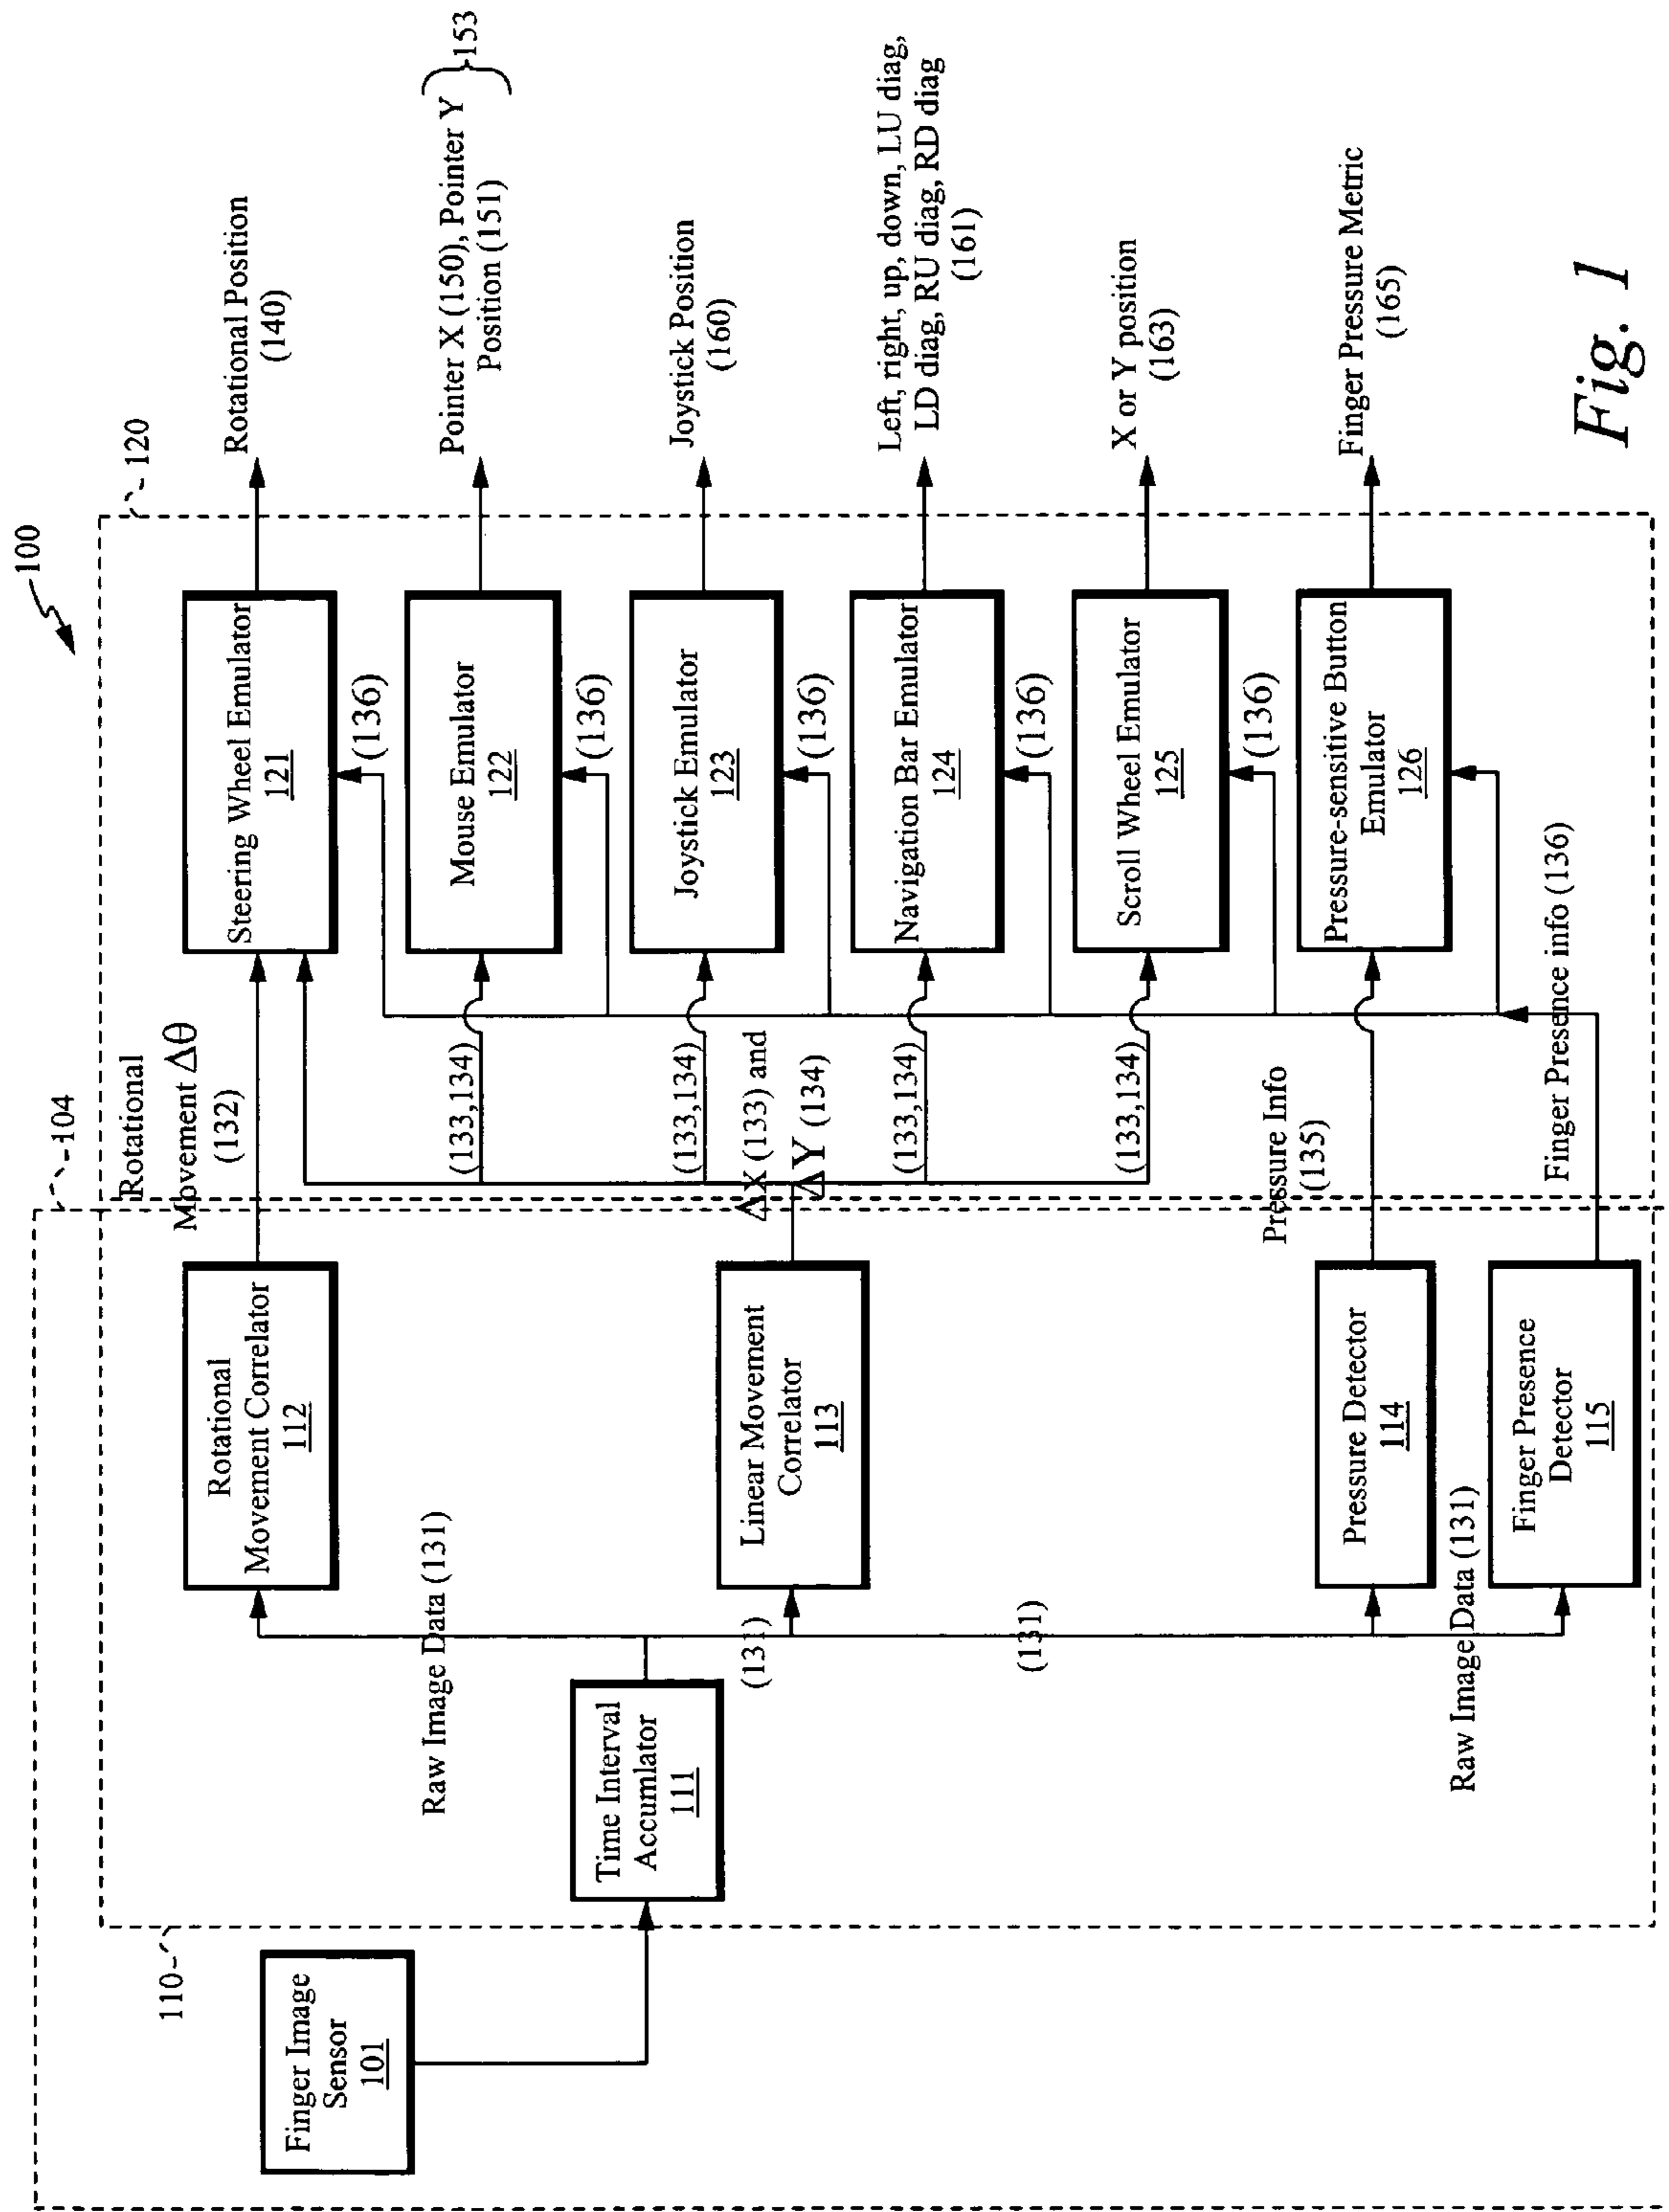 100
104
120
110
Finger Image
Sensor
101
Time Interval
Accumlator
111
Raw Image Data (131)
(131)
(131)
Raw Image Data (131)
Rotational
Movement Correlator
112
Linear Movement
Correlator
113
Pressure Detector
114
Finger Presence
Detector
115
Rotational
Movement Δθ
(132)
(133,134)
(133,134)
ΔX (133) and
ΔY (134)
(133,134)
(133,134)
Pressure Info
(135)
Finger Presence info (136)
Steering Wheel Emulator
121
(136)
Mouse Emulator
122
(136)
Joystick Emulator
123
(136)
Navigation Bar Emulator
124
(136)
Scroll Wheel Emulator
125
(136)
Pressure-sensitive Button
Emulator
126
Rotational Position
(140)
Pointer X (150), Pointer Y
Position (151)
153
Joystick Position
(160)
Left, right, up, down, LU diag,
LD diag, RU diag, RD diag
(161)
X or Y position
(163)
Finger Pressure Metric
(165)
Fig. 1